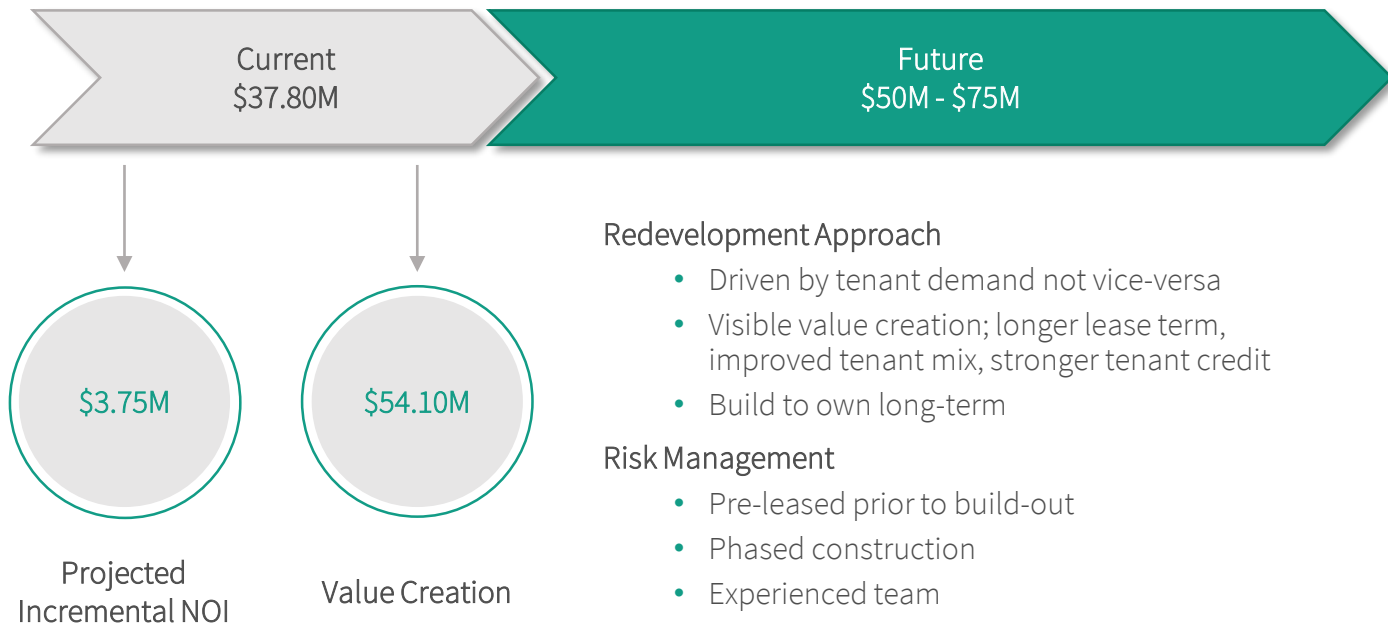 Current
$37.80M
Future
$50M - $75M
$3.75M
Projected
Incremental NOI
$54.10M
Value Creation
Redevelopment Approach
• Driven by tenant demand not vice-versa
• Visible value creation; longer lease term,
improved tenant mix, stronger tenant credit
• Build to own long-term
Risk Management
• Pre-leased prior to build-out
• Phased construction
• Experienced team